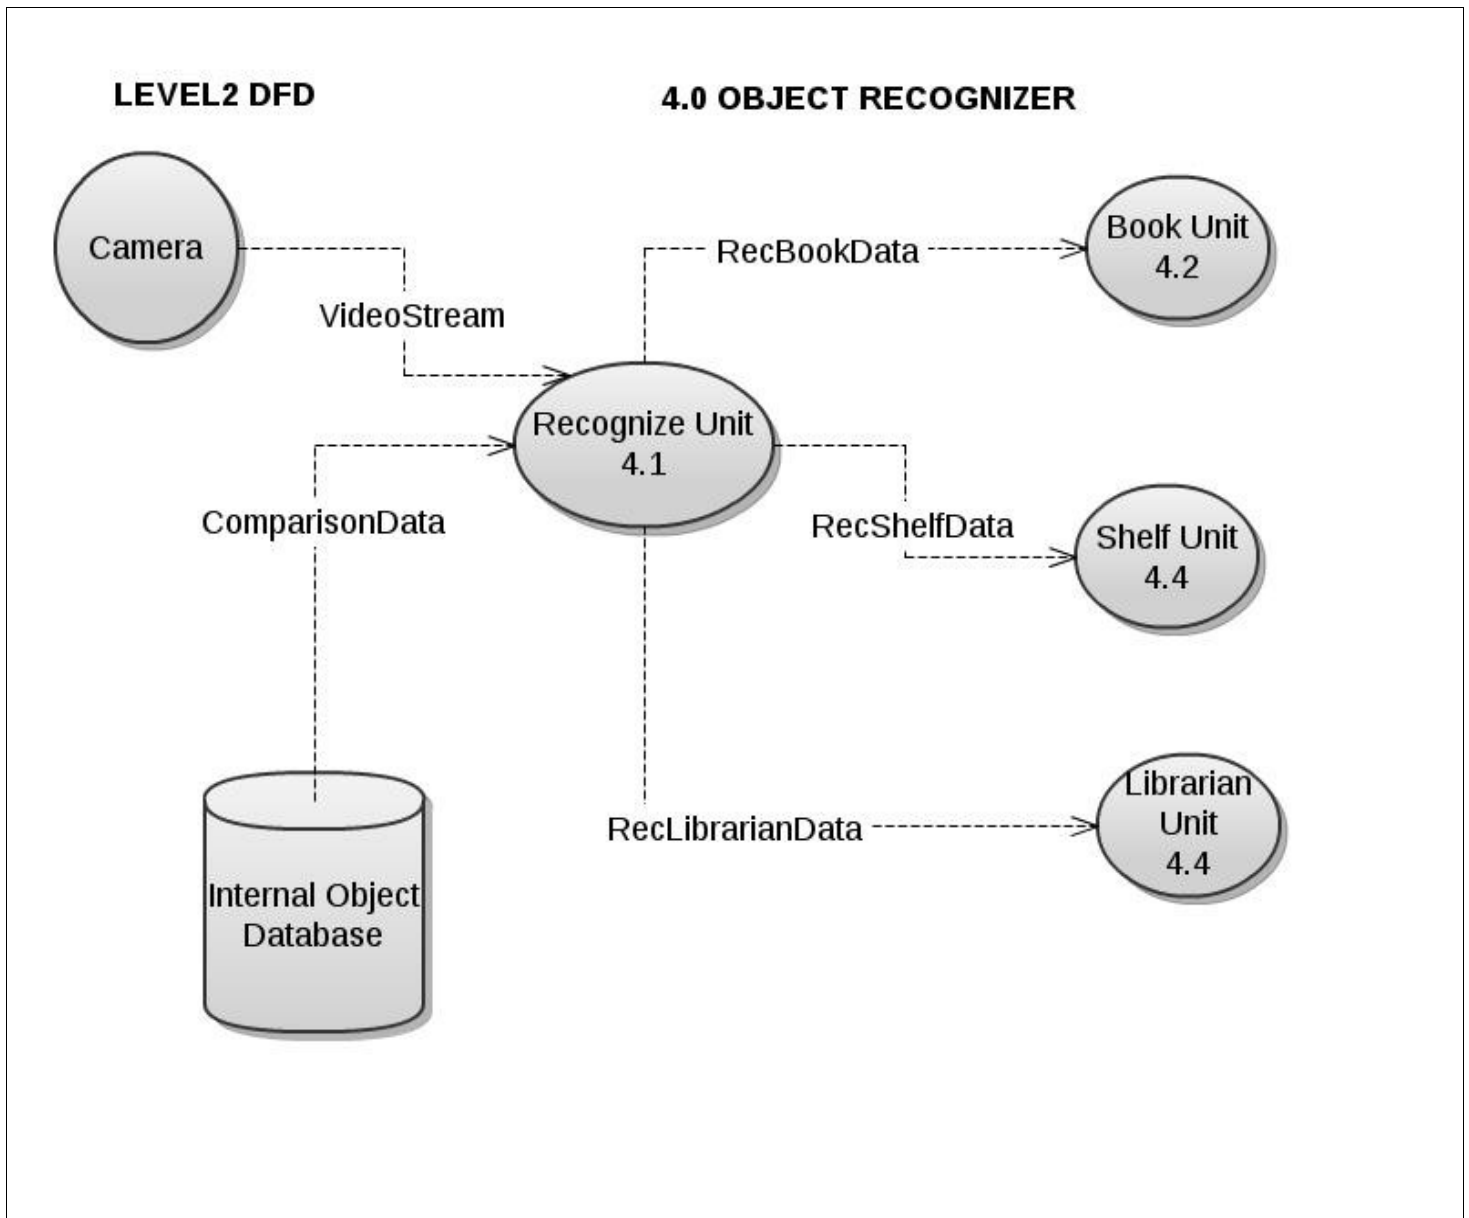 LEVEL2 DFD
4.0 OBJECT RECOGNIZER
Camera
RecBookData
Book Unit
4.2
VideoStream
Recognize Unit
4.1
ComparisonData
RecShelfData
Shelf Unit
4.4
RecLibrarianData
Librarian
Unit
4.4
Internal Object
Database